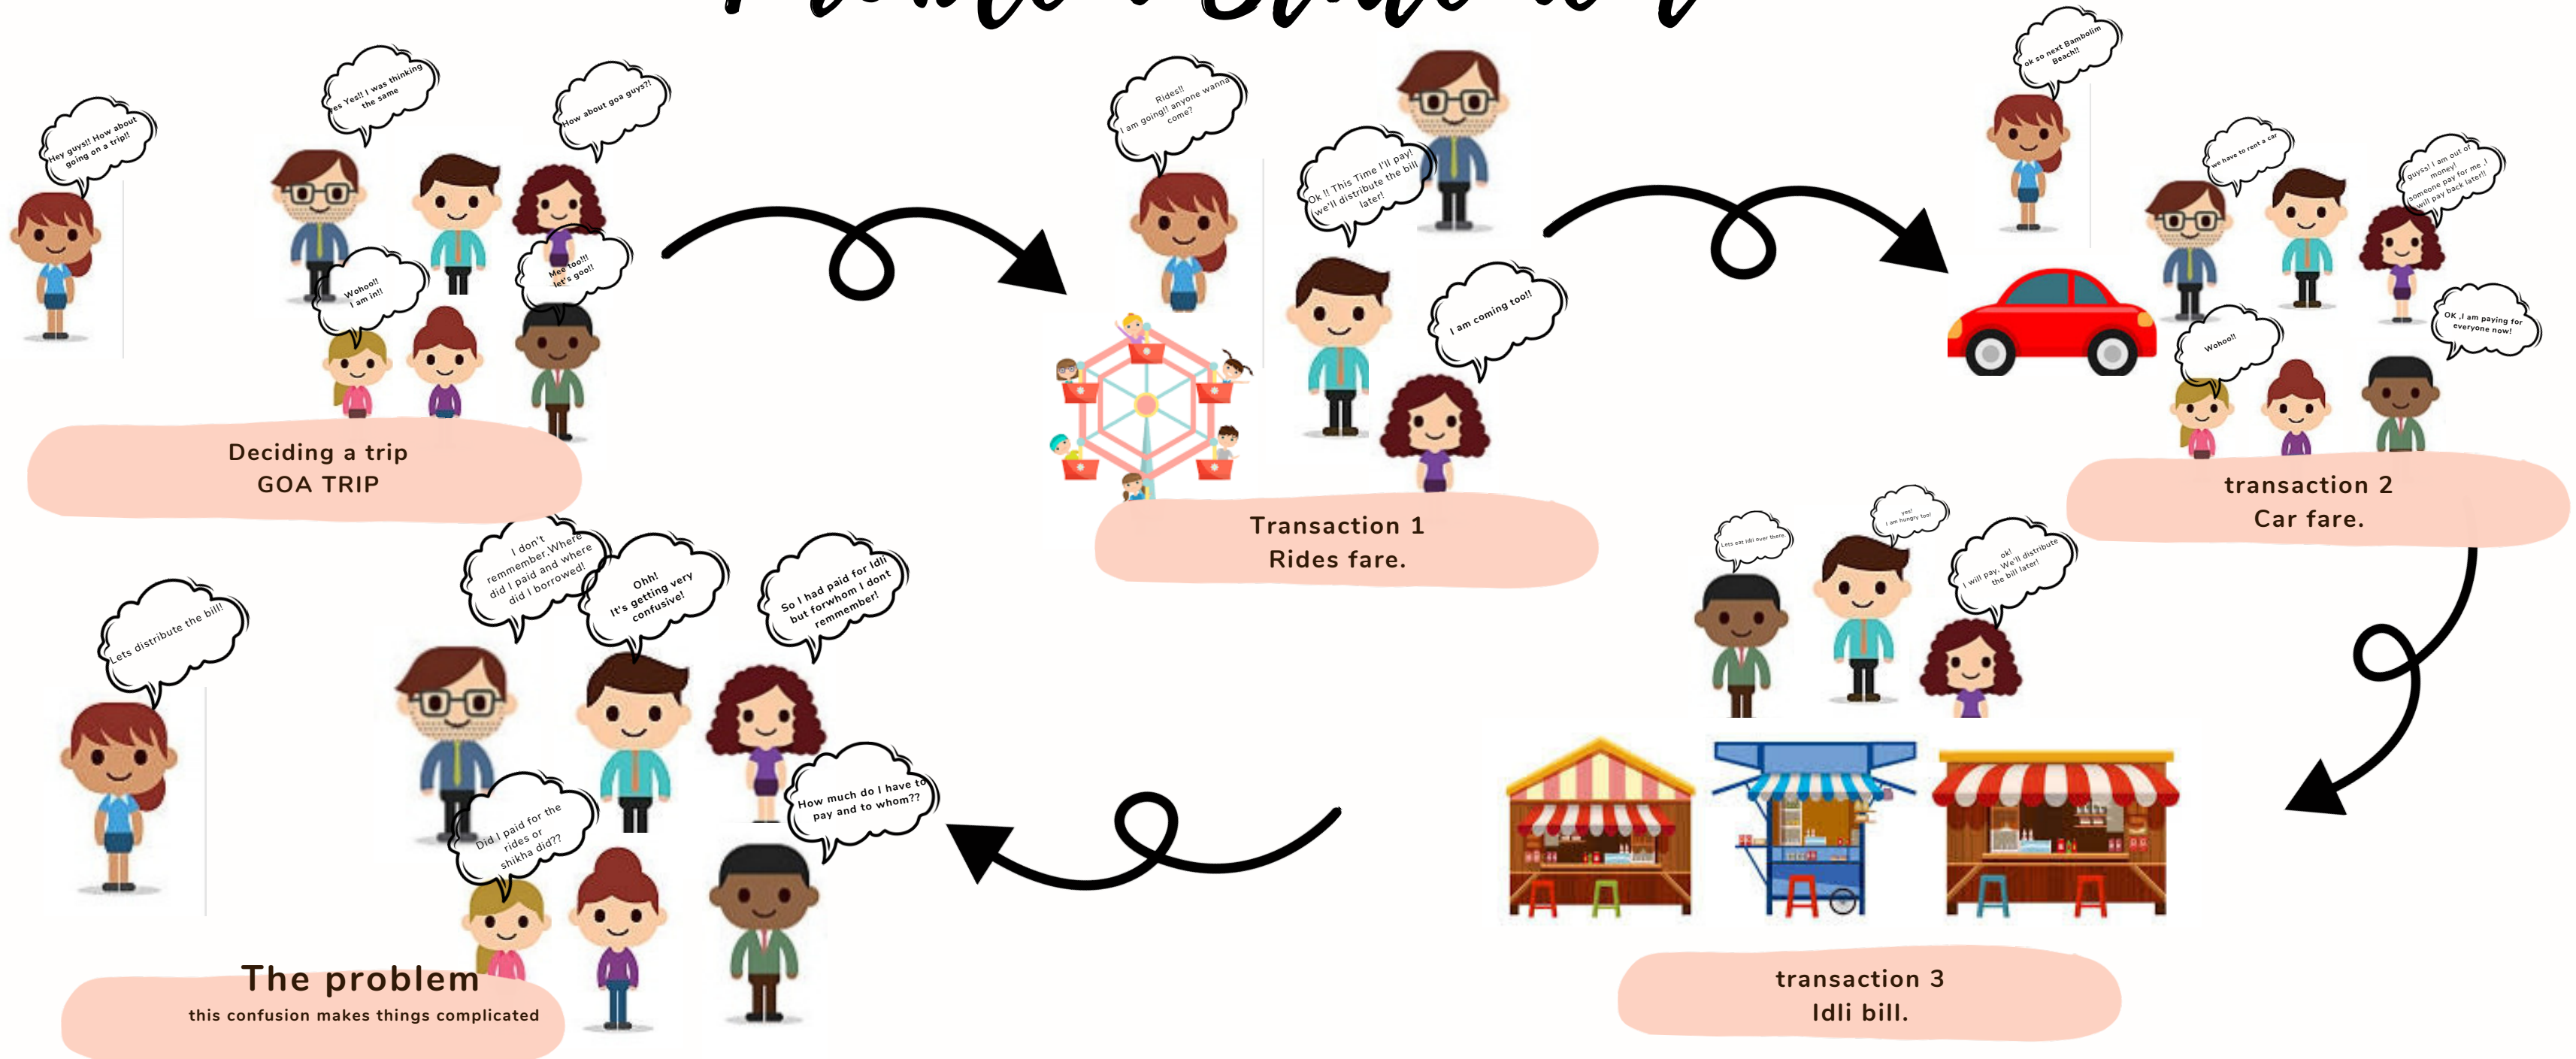 Problem Statement
Hey guys!! How about
going on a trip!!
es Yes!! I was thinking
the same
How about goa guys?!
Wohoo!!
I am in!!
Mee too!!!
let's goo!!
Deciding a trip
GOA TRIP
Rides!!
I am going!! anyone wanna
come?
Ok !! This Time I'll pay!
we'll distribute the bill
later!
I am coming too!!
Transaction 1
Rides fare.
ok so next Bambolim
Beach!!
we have to rent a car
guyss! I am out of
money!
someone pay for me ,I
will pay back later!!
Wohoo!!
OK ,I am paying for
everyone now!
transaction 2
Car fare.
Lets eat Idli over there.
yes!
I am hungry too!
ok!
I will pay, We'll distribute
the bill later!
transaction 3
Idli bill.
Lets distribute the bill!
I don't
remmember,Where
did I paid and where
did I borrowed!
Ohh!
It's getting very
confusive!
So I had paid for Idli
but forwhom I dont
remmember!
Did I paid for the
rides or
shikha did??
How much do I have to
pay and to whom??
The problem
this confusion makes things complicated